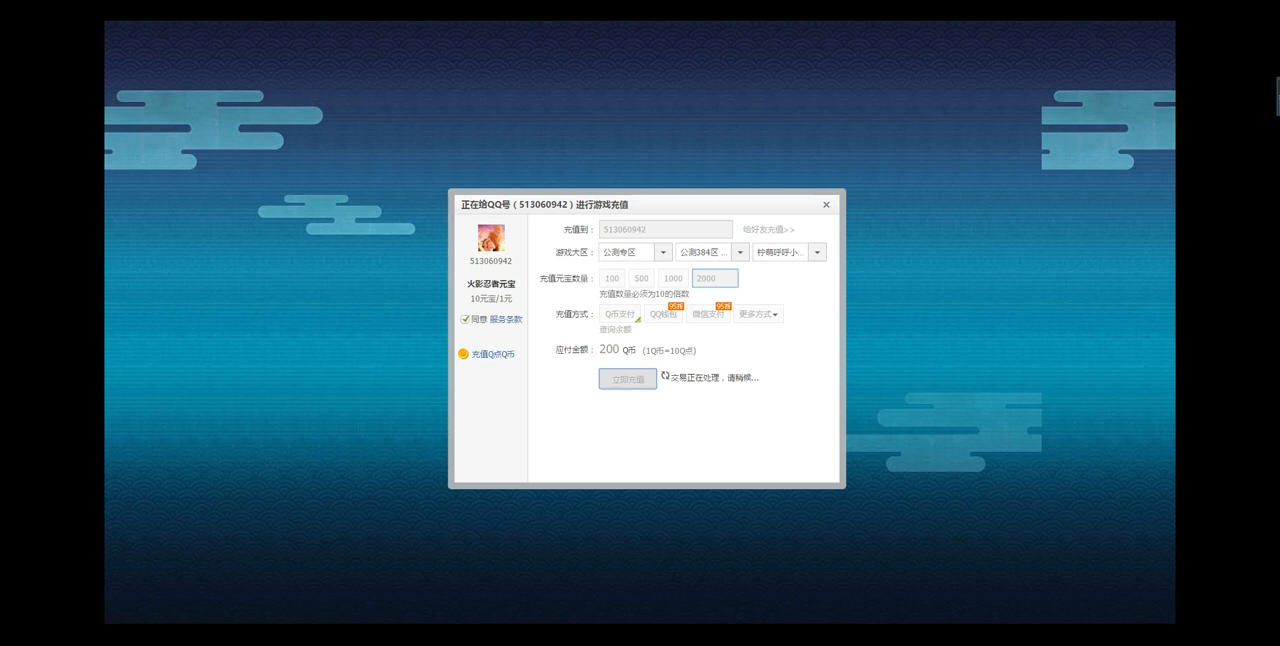 正在给QQ号（513060942）进行游戏充值
513060942
火影忍者元宝
10元宝/1元
同意 服务条款
充值Q点Q币
充值到： 513060942 给好友充值>>
游戏大区： 公测专区 公测384区 ... 柠萌呼呼小...
充值元宝数量： 100 500 1000 2000
充值数量必须为10的倍数
充值方式： Q币支付 QQ钱包 95折 微信支付 95折 更多方式
查询余额
应付金额： 200 Q币 (1Q币=10Q点)
立即充值 交易正在处理，请稍候...